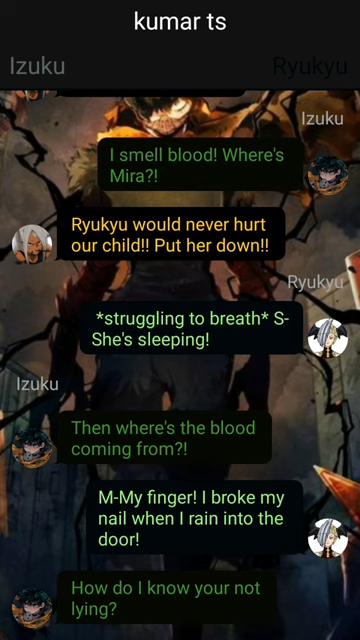 kumar ts
Izuku
Ryukyu
Izuku
I smell blood! Where's
Mira?!
Ryukyu would never hurt
our child!! Put her down!!
Ryukyu
*struggling to breath* S-
She's sleeping!
Izuku
Then where's the blood
coming from?!
M-My finger! I broke my
nail when I rain into the
door!
How do I know your not
lying?